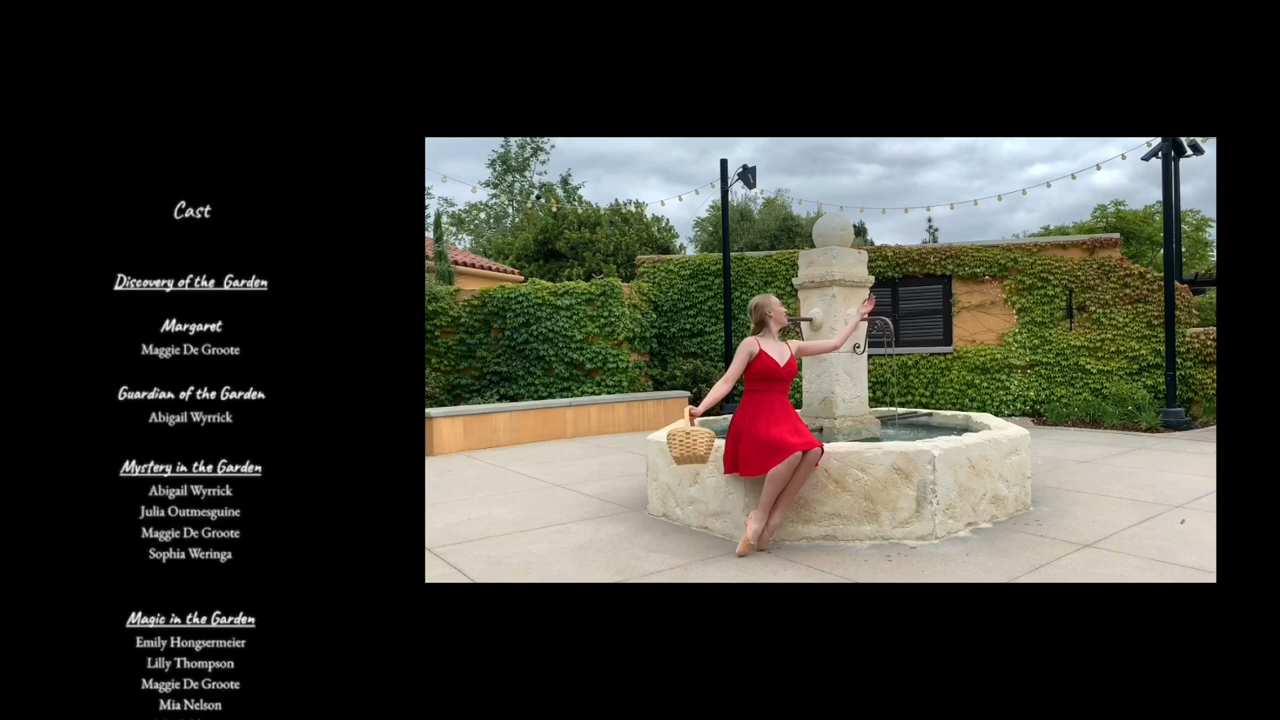 Cast
Discovery of the Garden
Margaret
Maggie De Groote
Guardian of the Garden
Abigail Wyrrick
Mystery in the Garden
Abigail Wyrrick
Julia Outmesguine
Maggie De Groote
Sophia Weringa
Magic in the Garden
Emily Hongsermeier
Lilly Thompson
Maggie De Groote
Mia Nelson